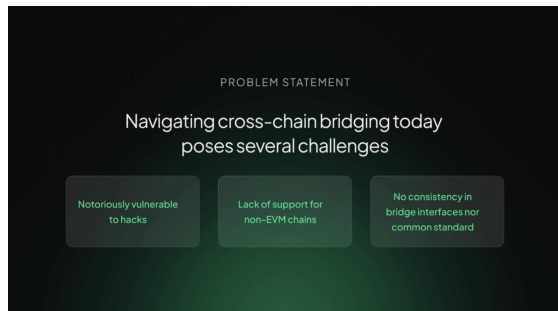 PROBLEM STATEMENT
Navigating cross-chain bridging today
poses several challenges
Notoriously vulnerable
to hacks
Lack of support for
non-EVM chains
No consistency in
bridge interfaces nor
common standard